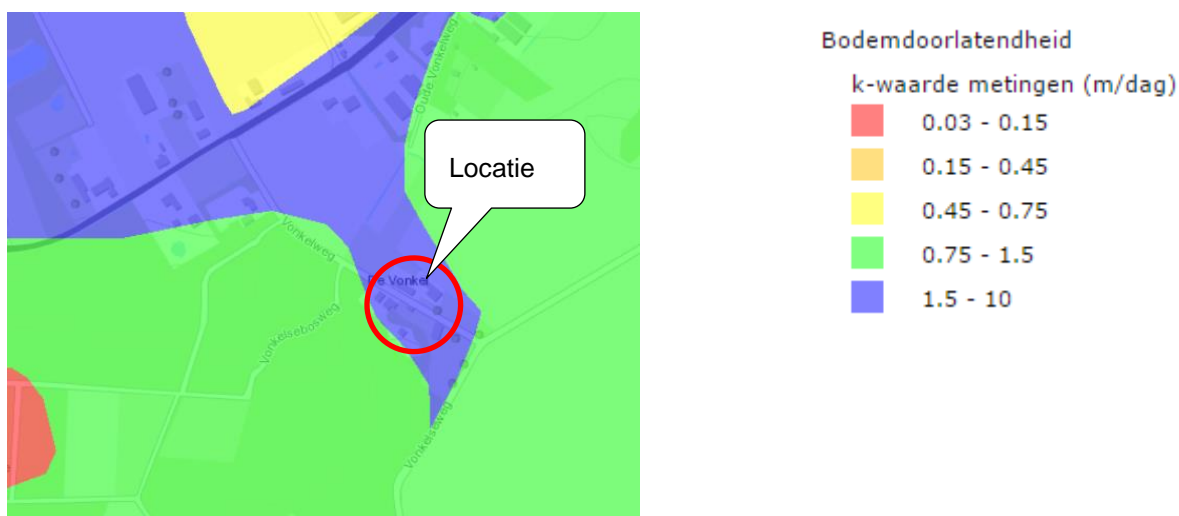 Oude Vonkelweg
Locatie
Vonkelweg
De Vonkel
Vonkelsebosweg
Vonkelseweg
Bodemdoorlatendheid
k-waarde metingen (m/dag)
0.03 - 0.15
0.15 - 0.45
0.45 - 0.75
0.75 - 1.5
1.5 - 10